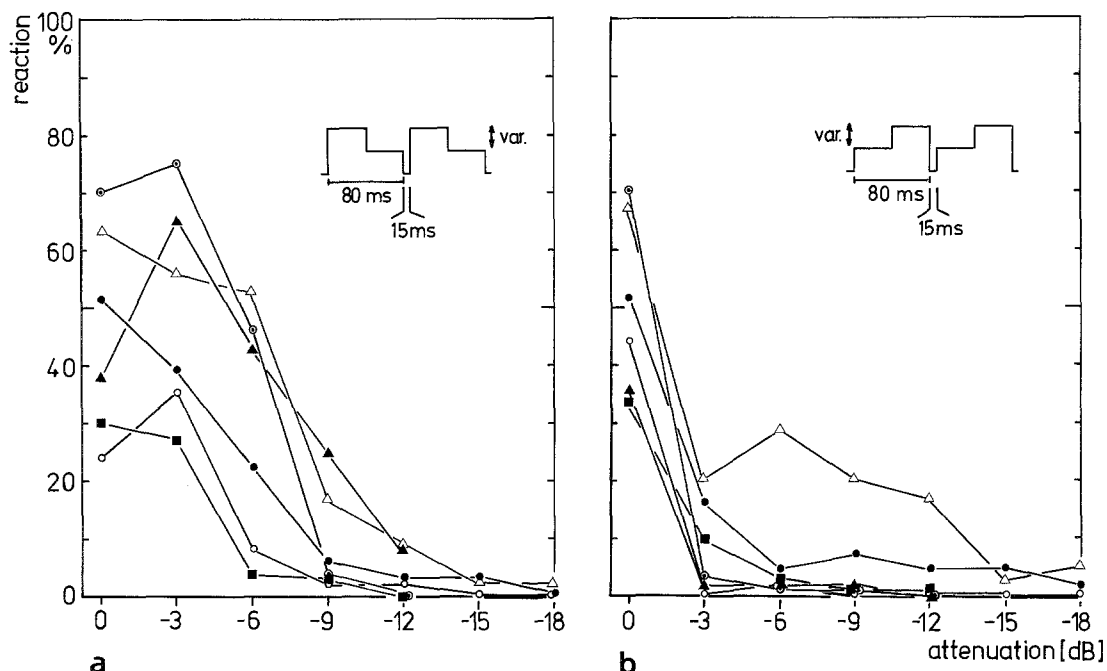 reaction
100
%
80
60
40
20
0
var.
80 ms
15ms
0 -3 -6 -9 -12 -15 -18
a
var.
80 ms
15ms
0 -3 -6 -9 -12 -15 -18
attenuation [dB]
b